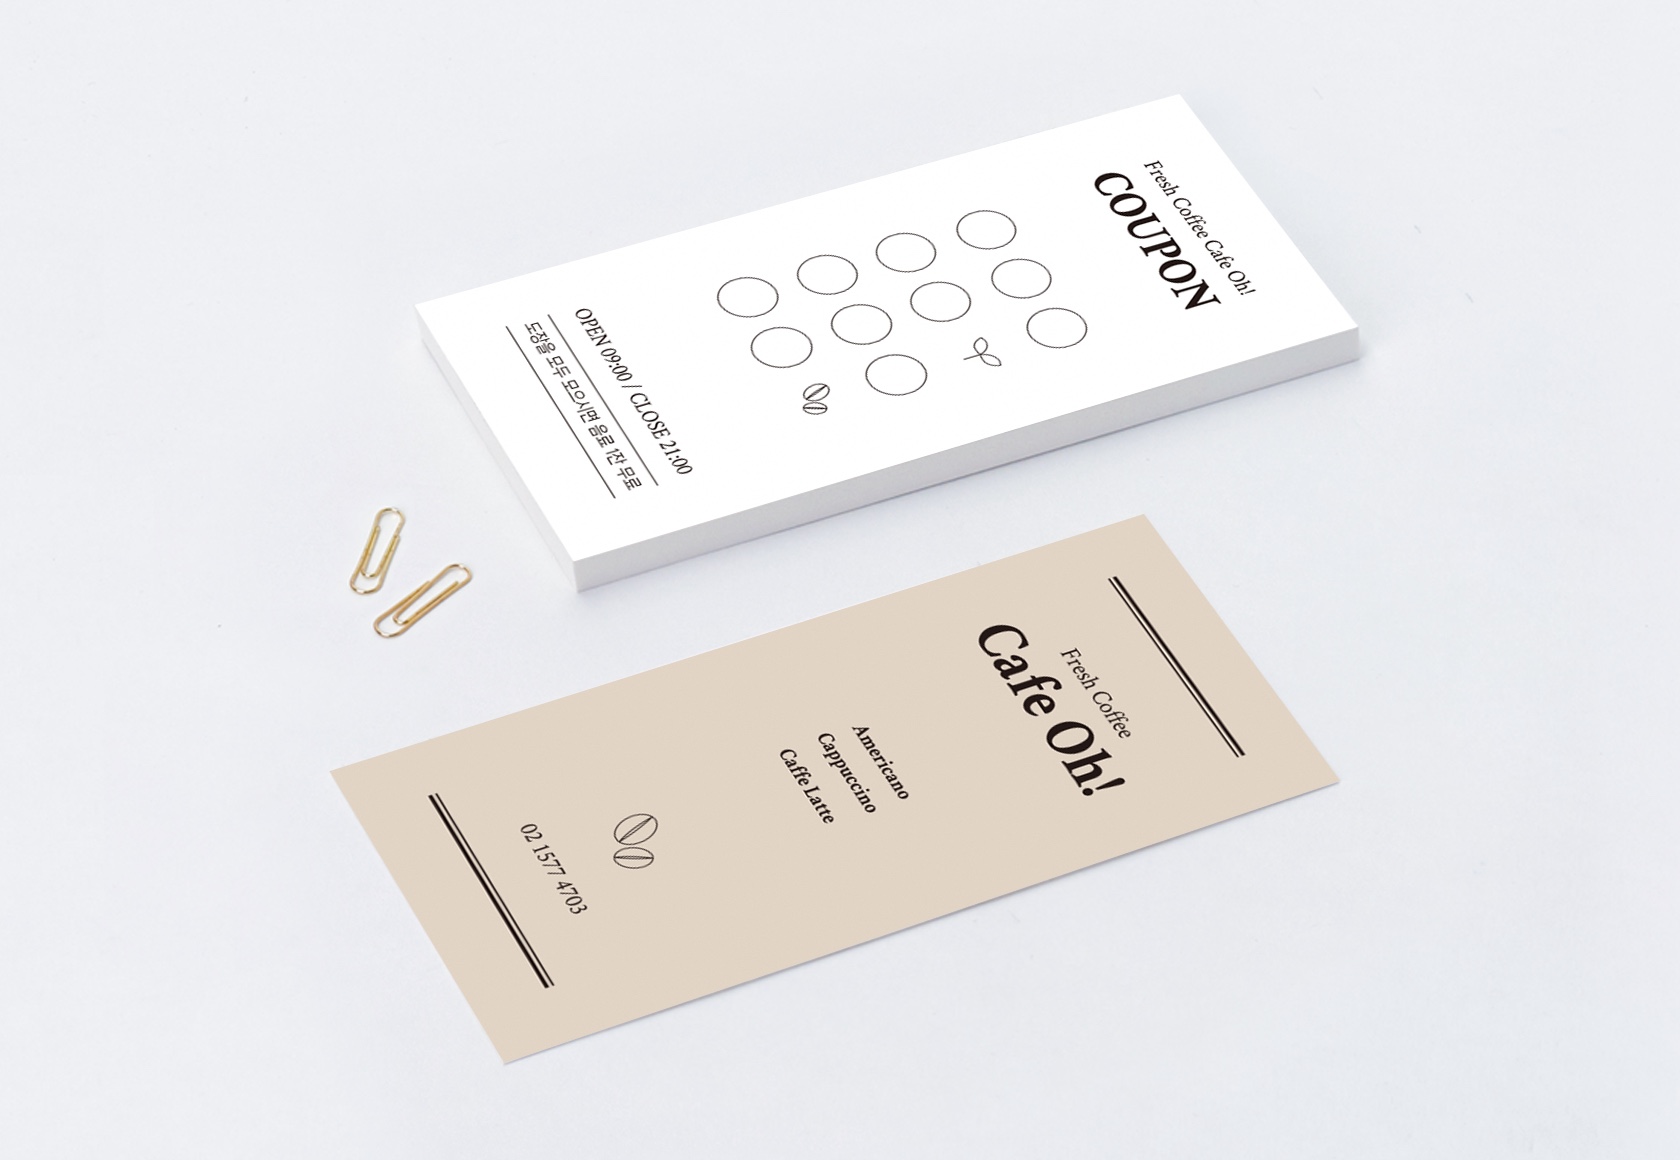 Fresh Coffee Cafe Oh!
COUPON
OPEN 09:00 / CLOSE 21:00
도장을 모두 모으시면 음료 1잔 무료
Fresh Coffee
Cafe Oh!
Americano
Cappuccino
Caffe Latte
02 1577 4703